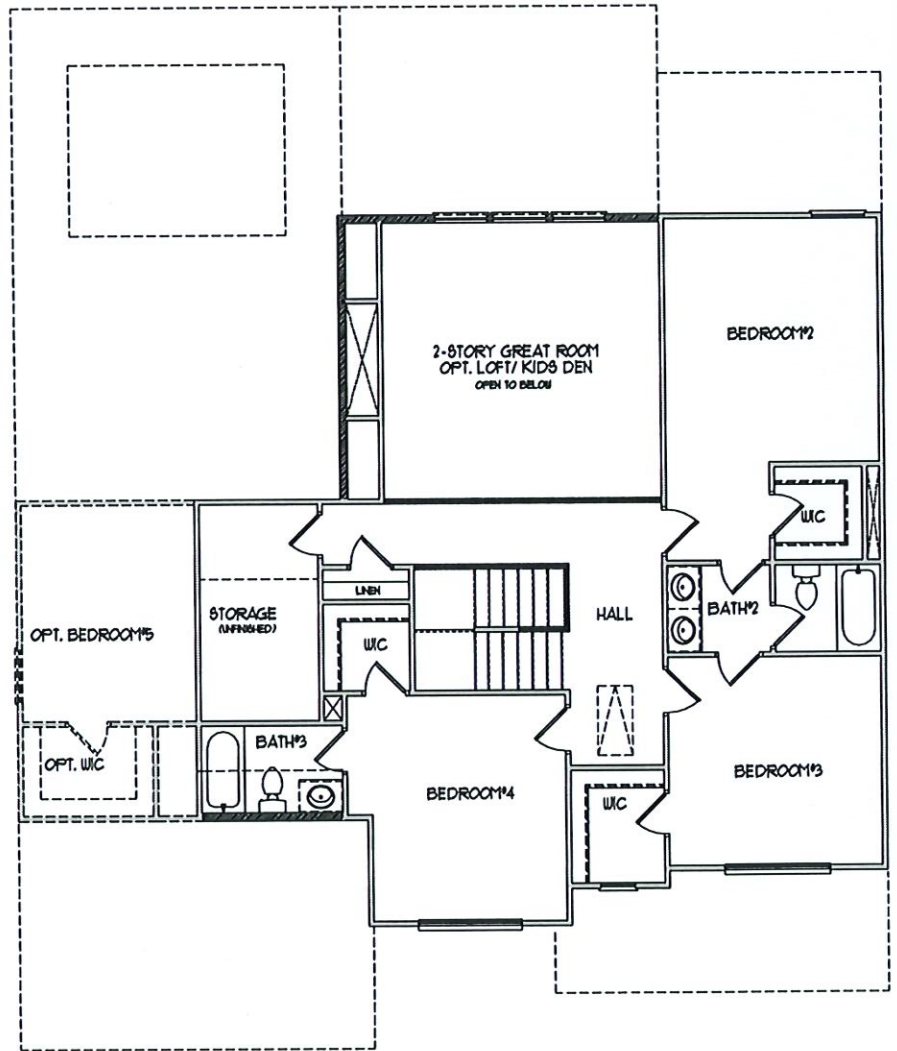 2-STORY GREAT ROOM
OPT. LOFT/ KIDS DEN
OPEN TO BELOW
BEDROOM#2
WIC
LINEN
STORAGE
(UNFINISHED)
OPT. BEDROOM#5
WIC
HALL
BATH#2
OPT. WIC
BATH#3
BEDROOM#4
WIC
BEDROOM#3